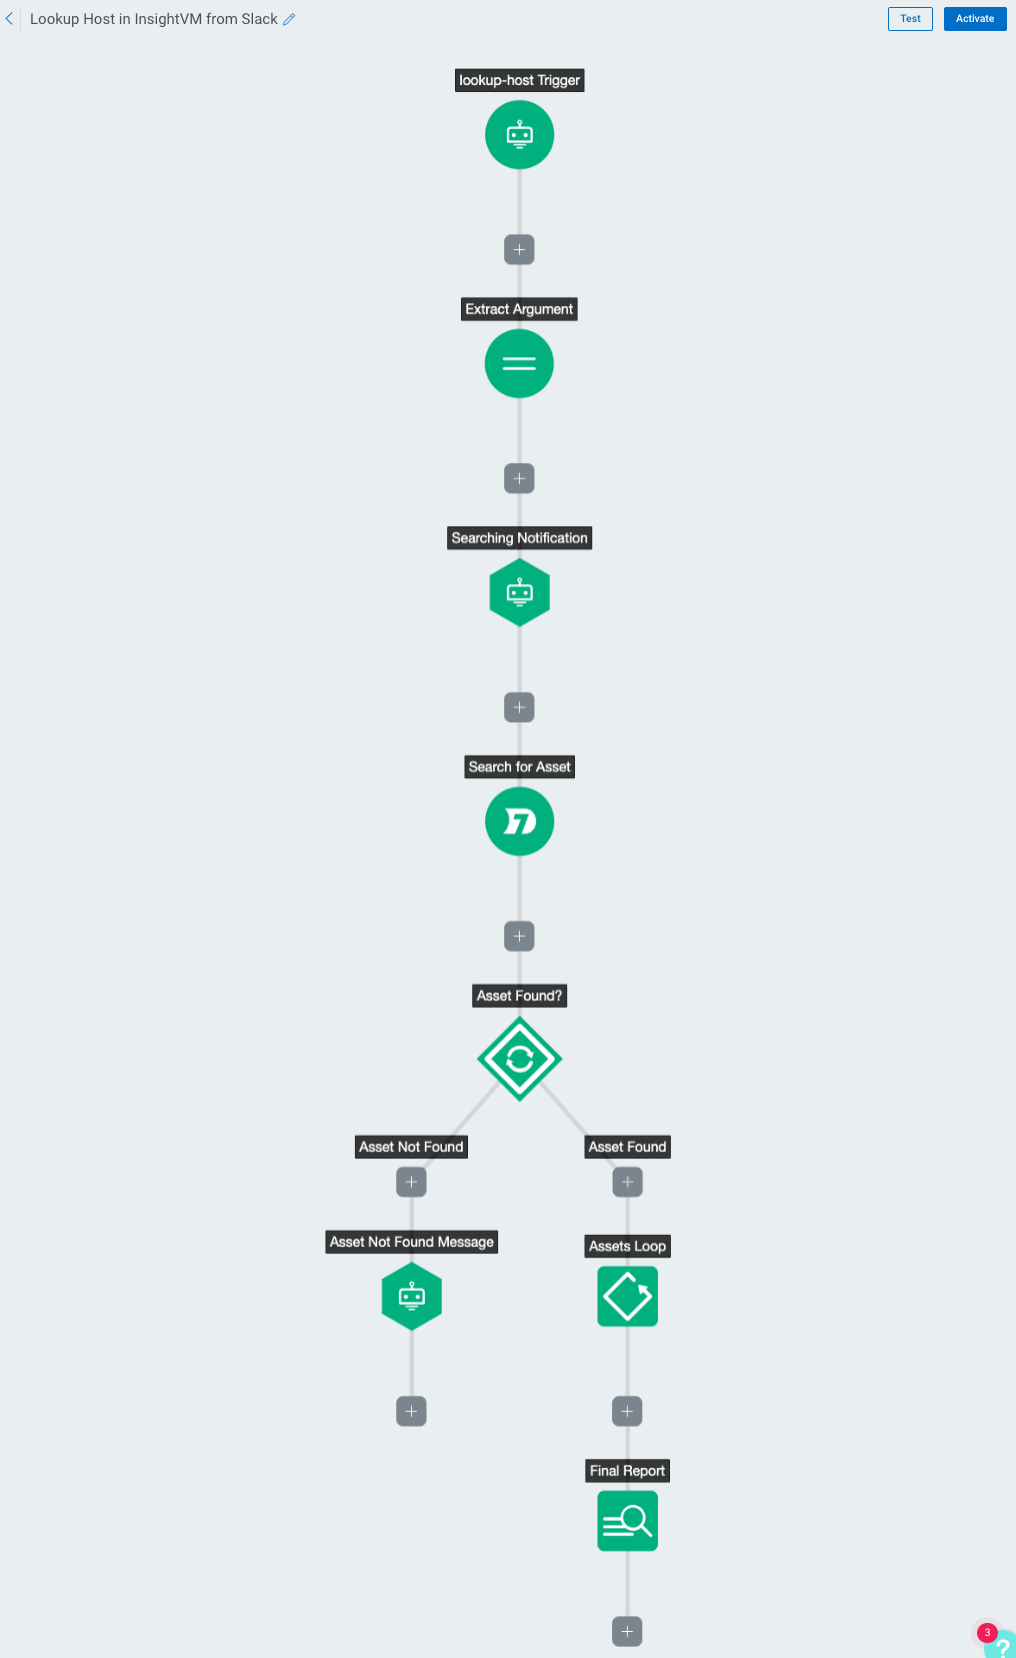 Lookup Host in InsightVM from Slack
Test
Activate
lookup-host Trigger
Extract Argument
Searching Notification
Search for Asset
Asset Found?
Asset Not Found
Asset Found
Asset Not Found Message
Assets Loop
Final Report
3
?